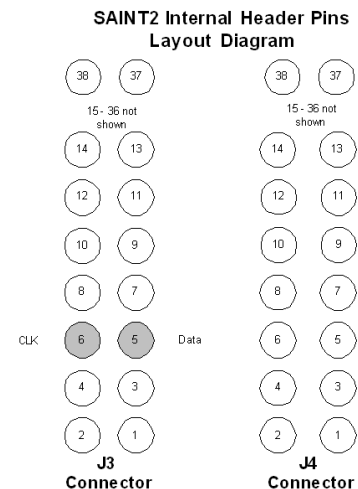 SAINT2 Internal Header Pins
Layout Diagram
38 37 38 37
15 - 36 not shown 15 - 36 not shown
14 13 14 13
12 11 12 11
10 9 10 9
8 7 8 7
CLK 6 5 Data 6 5
4 3 4 3
2 1 2 1
J3 J4
Connector Connector